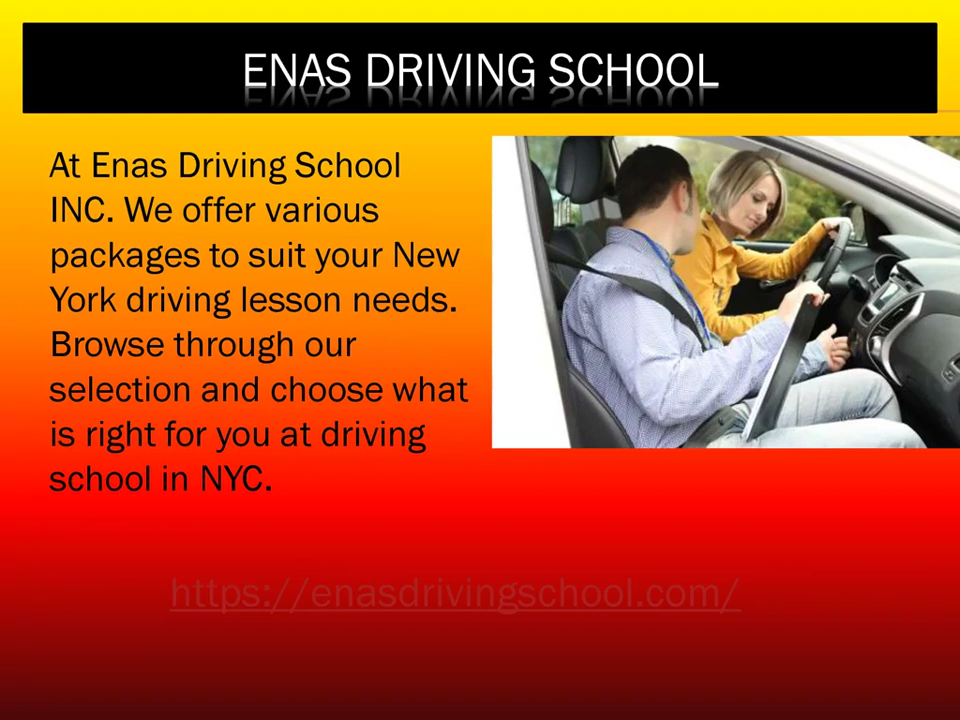 ENAS DRIVING SCHOOL
At Enas Driving School
INC. We offer various
packages to suit your New
York driving lesson needs.
Browse through our
selection and choose what
is right for you at driving
school in NYC.
https://enasdrivingschool.com/